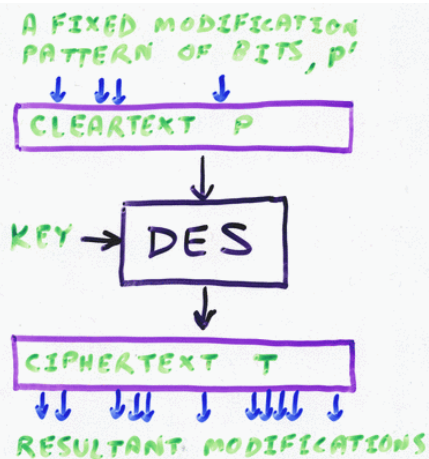 A FIXED MODIFICATION
PATTERN OF BITS, P'
CLEARTEXT P
KEY
DES
CIPHERTEXT T
RESULTANT MODIFICATIONS